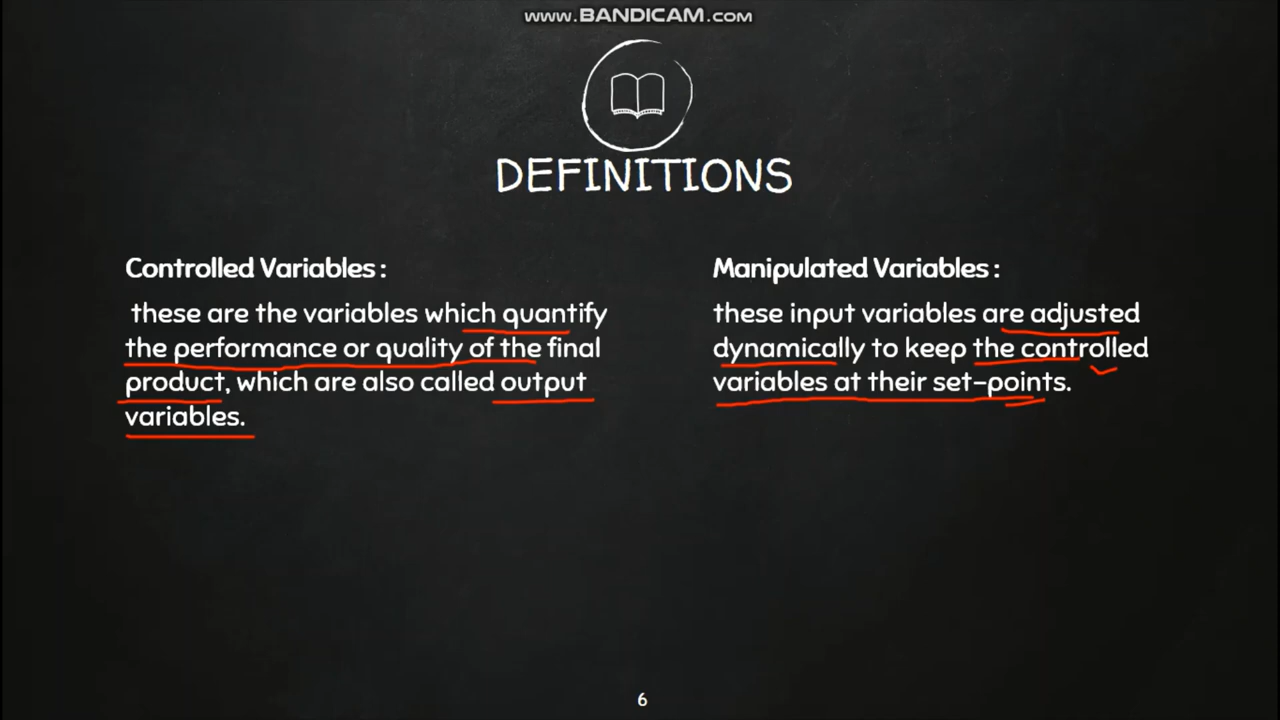 www.BANDICAM.com
DEFINITIONS
Controlled Variables :
these are the variables which quantify
the performance or quality of the final
product, which are also called output
variables.
Manipulated Variables :
these input variables are adjusted
dynamically to keep the controlled
variables at their set-points.
6